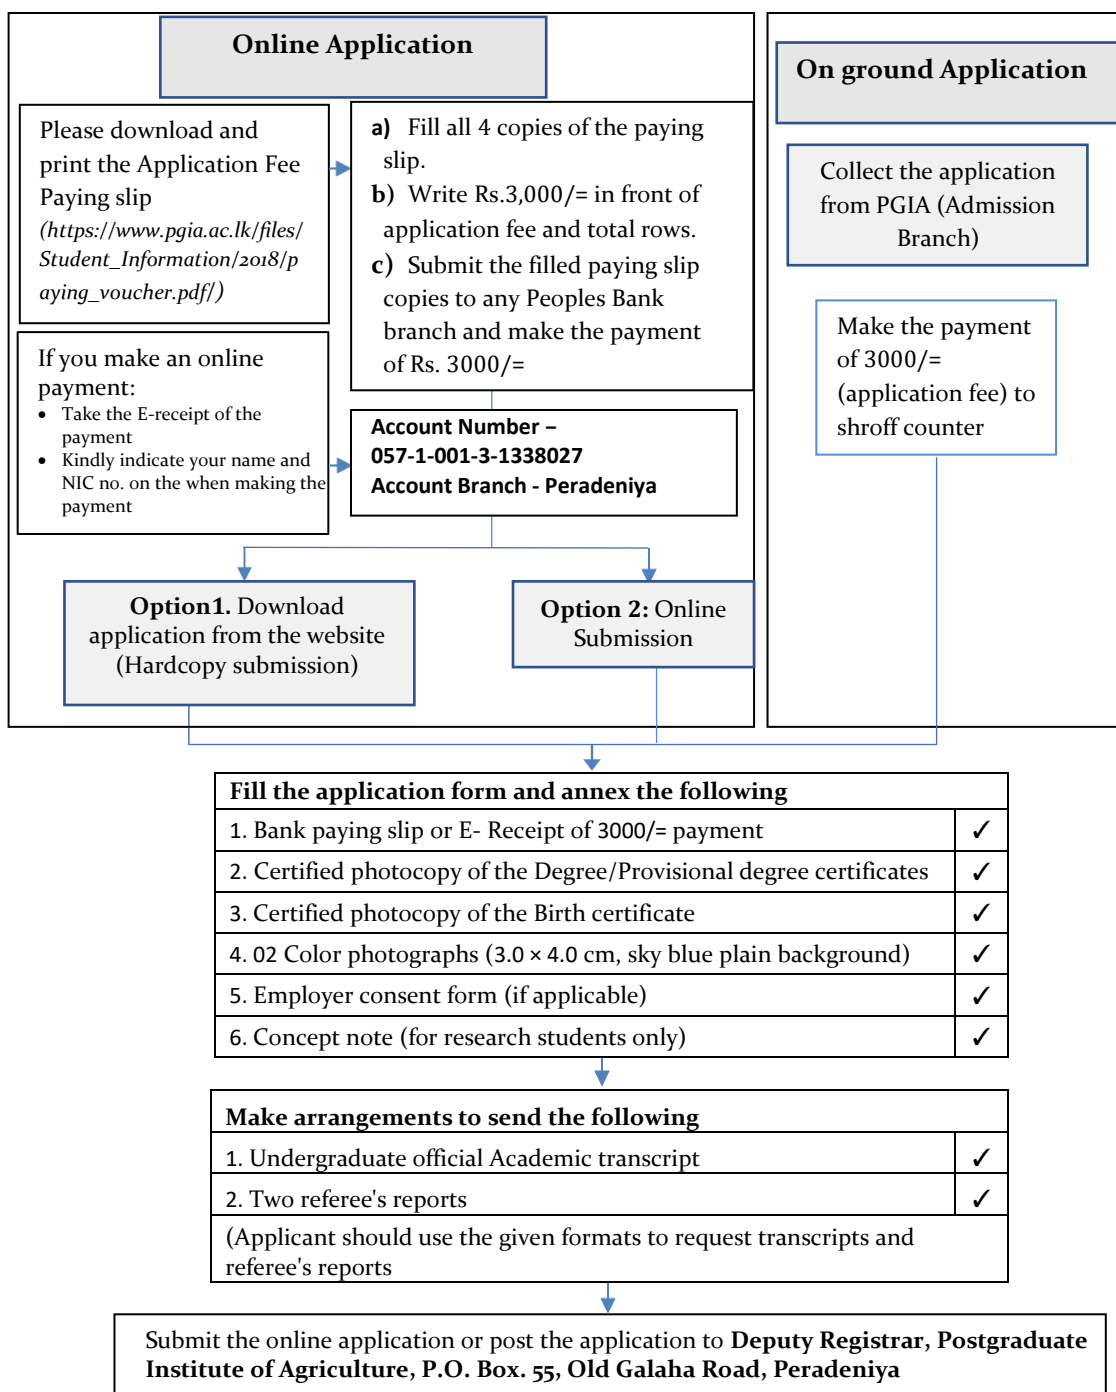 Online Application
Please download and
print the Application Fee
Paying slip
(https://www.pgia.ac.lk/files/
Student_Information/2018/p
aying_voucher.pdf/)
a) Fill all 4 copies of the paying
slip.
b) Write Rs.3,000/= in front of
application fee and total rows.
c) Submit the filled paying slip
copies to any Peoples Bank
branch and make the payment
of Rs. 3000/=
If you make an online
payment:
• Take the E-receipt of the
payment
• Kindly indicate your name and
NIC no. on the when making the
payment
Account Number –
057-1-001-3-1338027
Account Branch - Peradeniya
Option1. Download
application from the website
(Hardcopy submission)
Option 2: Online
Submission
On ground Application
Collect the application
from PGIA (Admission
Branch)
Make the payment
of 3000/=
(application fee) to
shroff counter
Fill the application form and annex the following
1. Bank paying slip or E- Receipt of 3000/= payment ✓
2. Certified photocopy of the Degree/Provisional degree certificates ✓
3. Certified photocopy of the Birth certificate ✓
4. 02 Color photographs (3.0 × 4.0 cm, sky blue plain background) ✓
5. Employer consent form (if applicable) ✓
6. Concept note (for research students only) ✓
Make arrangements to send the following
1. Undergraduate official Academic transcript ✓
2. Two referee's reports ✓
(Applicant should use the given formats to request transcripts and
referee's reports
Submit the online application or post the application to Deputy Registrar, Postgraduate
Institute of Agriculture, P.O. Box. 55, Old Galaha Road, Peradeniya